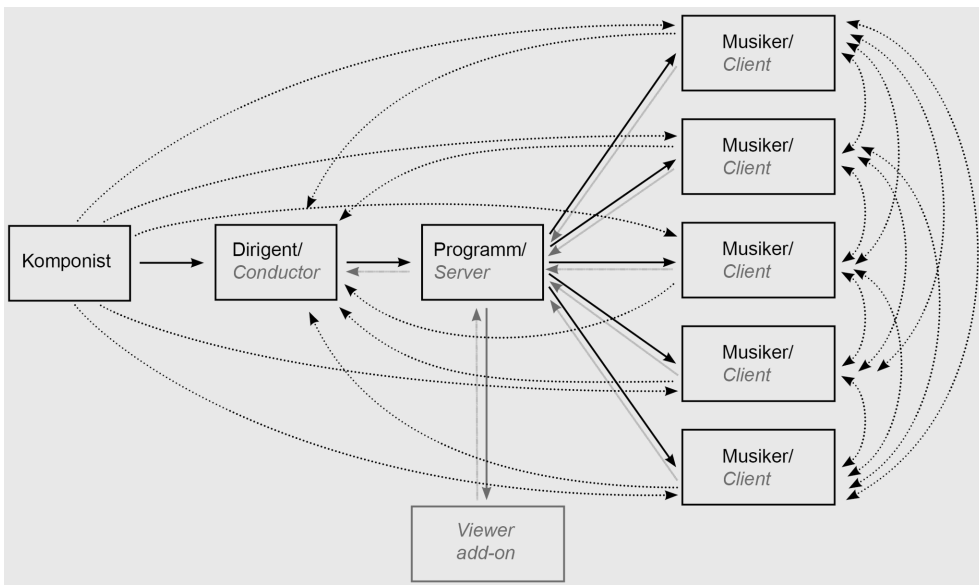 Musiker/
Client
Musiker/
Client
Komponist
Dirigent/
Conductor
Programm/
Server
Musiker/
Client
Musiker/
Client
Musiker/
Client
Viewer
add-on